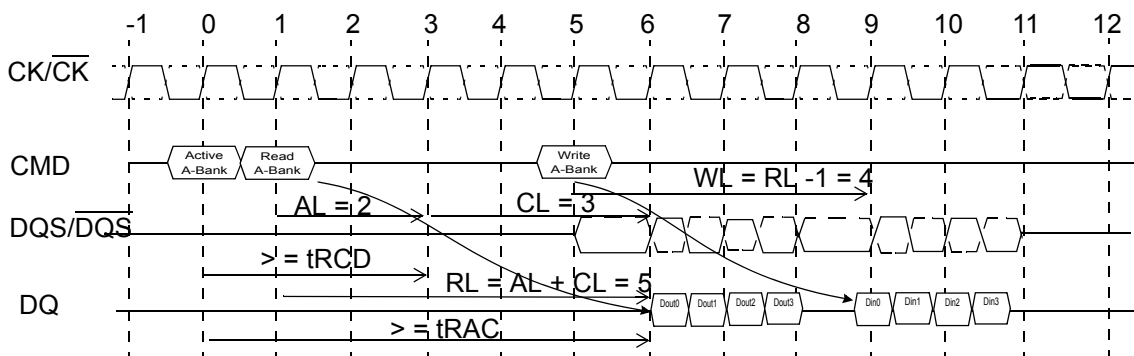 -1 0 1 2 3 4 5 6 7 8 9 10 11 12
CK/CK
CMD
Active
A-Bank
Read
A-Bank
Write
A-Bank
WL = RL -1 = 4
AL = 2
CL = 3
DQS/DQS
> = tRCD
RL = AL + CL = 5
DQ
Dout0 Dout1 Dout2 Dout3 Din0 Din1 Din2 Din3
> = tRAC